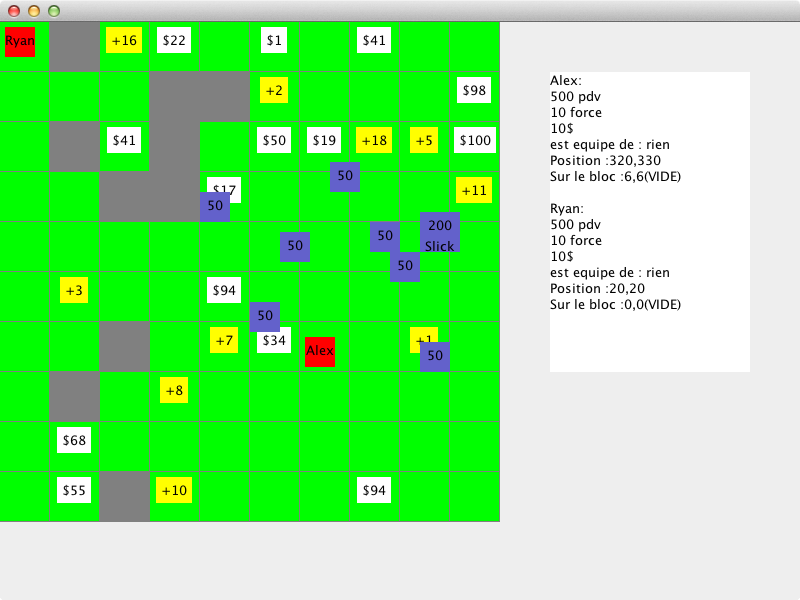 Ryan +16 $22 $1 $41
+2 $98
$41 $50 $19 +18 +5 $100
50
$17 +11
50
200
50 50 Slick
50
+3 $94
50
+7 $34 Alex +1
50
+8
$68
$55 +10 $94
Alex:
500 pdv
10 force
10$
est equipe de : rien
Position :320,330
Sur le bloc :6,6(VIDE)
Ryan:
500 pdv
10 force
10$
est equipe de : rien
Position :20,20
Sur le bloc :0,0(VIDE)